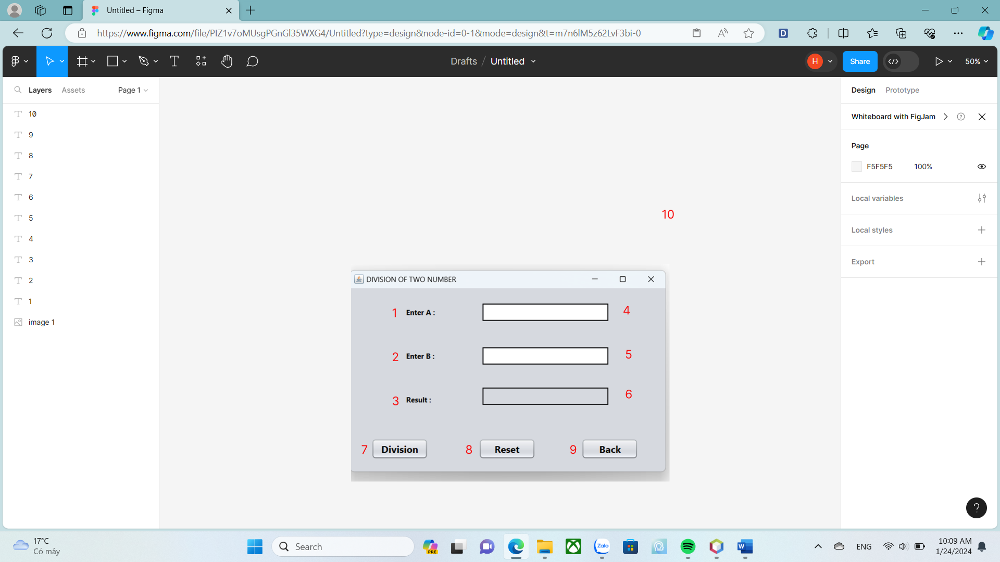 Untitled – Figma
https://www.figma.com/file/PIZ1v7oMUsgPGnGl35WXG4/Untitled?type=design&node-id=0-1&mode=design&t=m7n6lM5z62LvF3bi-0
Drafts / Untitled
H
Share
50%
Layers
Assets
Page 1
10
9
8
7
6
5
4
3
2
1
image 1
10
DIVISION OF TWO NUMBER
1 Enter A : 4
2 Enter B : 5
3 Result : 6
7 Division 8 Reset 9 Back
Design
Prototype
Whiteboard with FigJam
Page
F5F5F5 100%
Local variables
Local styles
Export
?
17°C
Có mây
Search
PRE
Zalo
W
ENG
10:09 AM
1/24/2024